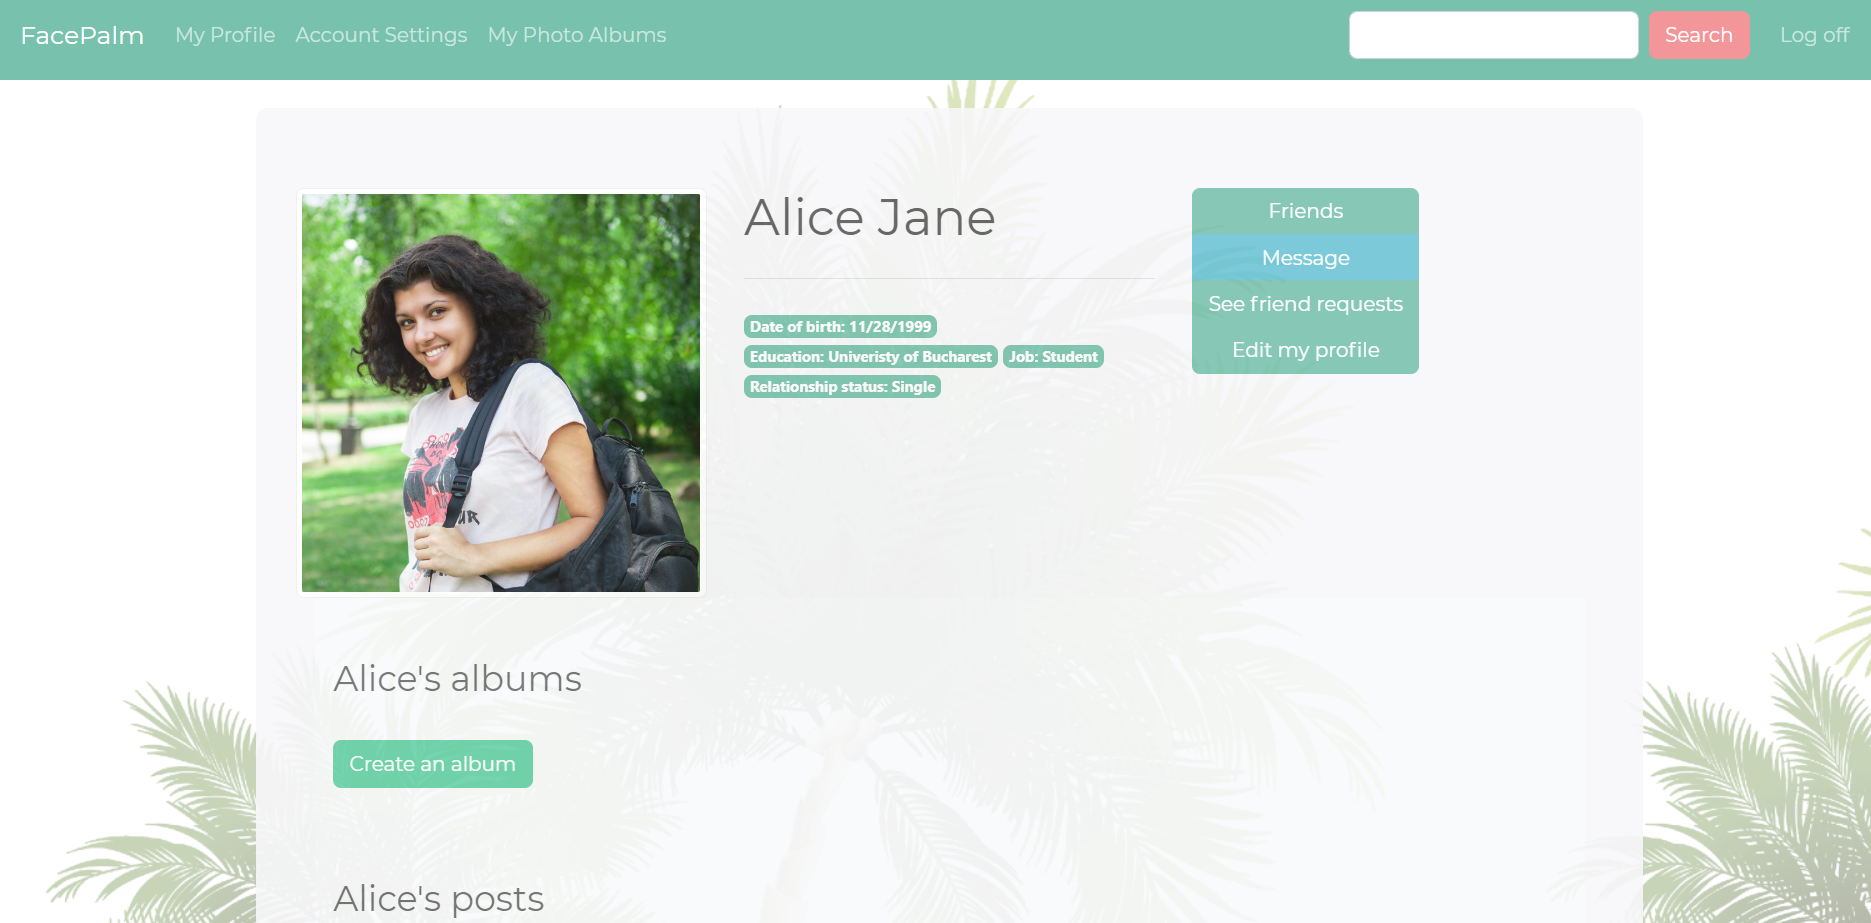 FacePalm My Profile Account Settings My Photo Albums Search Log off
Alice Jane
Date of birth: 11/28/1999
Education: Univeristy of Bucharest Job: Student
Relationship status: Single
Friends
Message
See friend requests
Edit my profile
Alice's albums
Create an album
Alice's posts